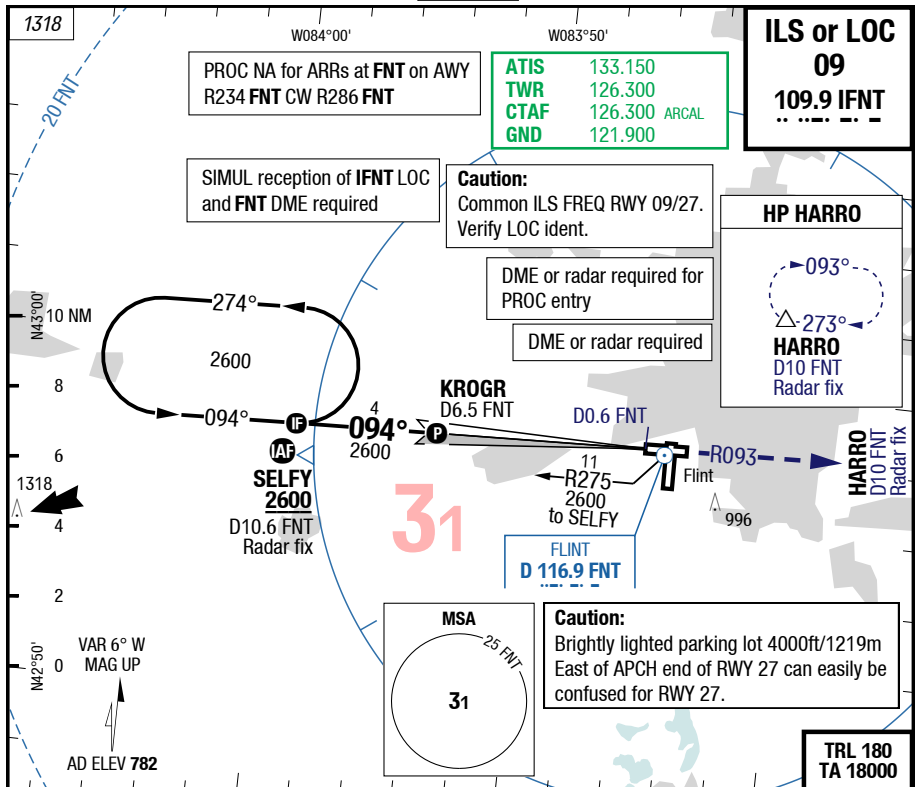 1318
W084°00'
W083°50'
ILS or LOC
09
109.9 IFNT
20 FNT
PROC NA for ARRs at FNT on AWY
R234 FNT CW R286 FNT
ATIS 133.150
TWR 126.300
CTAF 126.300 ARCAL
GND 121.900
SIMUL reception of IFNT LOC
and FNT DME required
Caution:
Common ILS FREQ RWY 09/27.
Verify LOC ident.
DME or radar required for
PROC entry
DME or radar required
HP HARRO
093°
273°
HARRO
D10 FNT
Radar fix
N43°00'
10 NM
8
6
4
2
0
N42°50'
274°
2600
094°
IF
IAF
SELFY
2600
D10.6 FNT
Radar fix
4
094°
2600
KROGR
D6.5 FNT
P
D0.6 FNT
11
R275
2600
to SELFY
Flint
R093
HARRO
D10 FNT
Radar fix
1318
996
31
FLINT
D 116.9 FNT
MSA
25 FNT
31
Caution:
Brightly lighted parking lot 4000ft/1219m
East of APCH end of RWY 27 can easily be
confused for RWY 27.
VAR 6° W
MAG UP
AD ELEV 782
TRL 180
TA 18000